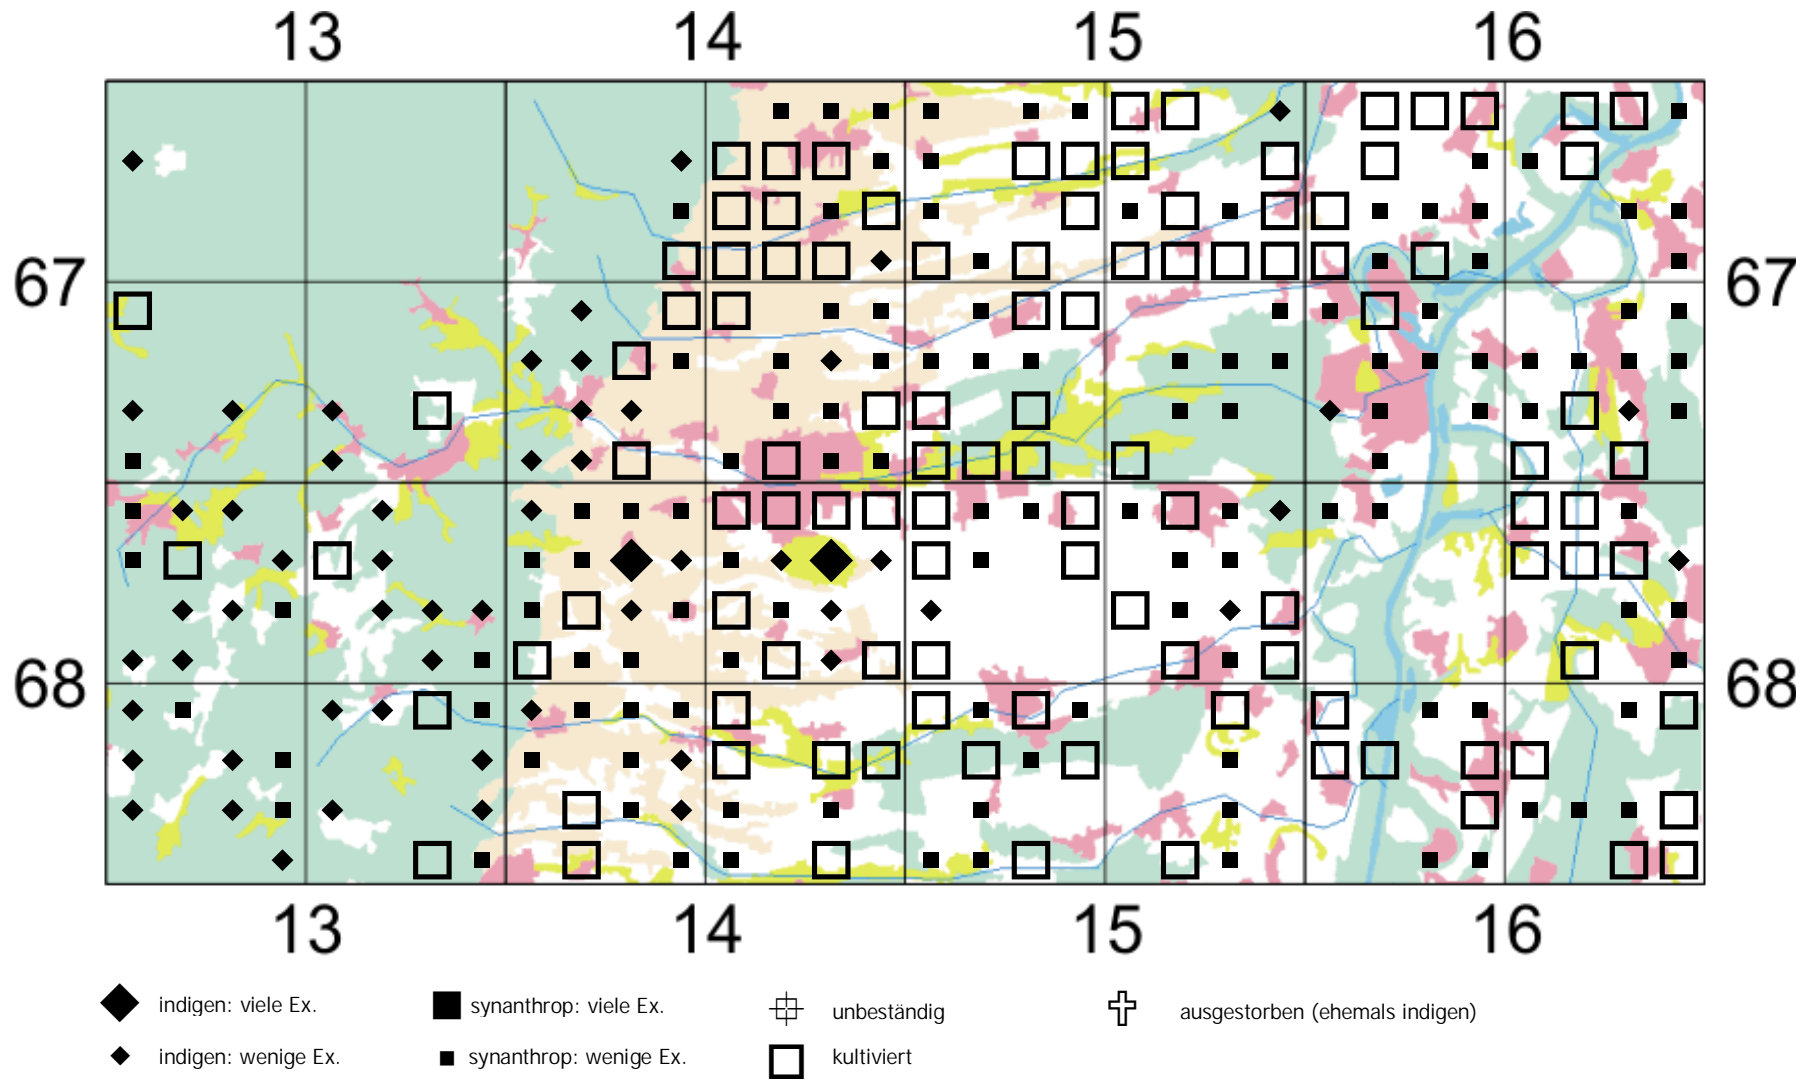 13 14 15 16
67 67
68 68
13 14 15 16
indigen: viele Ex. synanthrop: viele Ex. unbeständig ausgestorben (ehemals indigen)
indigen: wenige Ex. synanthrop: wenige Ex. kultiviert